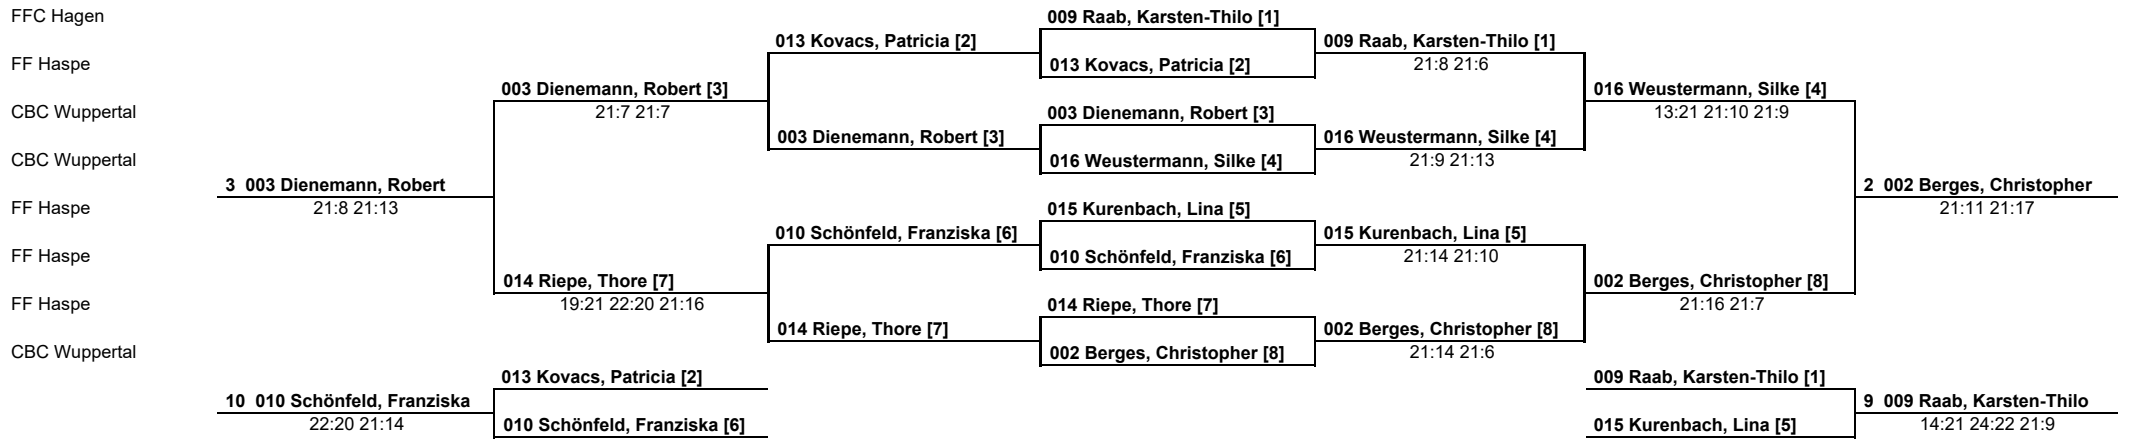 FFC Hagen
009 Raab, Karsten-Thilo [1]
013 Kovacs, Patricia [2]
009 Raab, Karsten-Thilo [1]
FF Haspe
013 Kovacs, Patricia [2]
21:8 21:6
003 Dienemann, Robert [3]
016 Weustermann, Silke [4]
CBC Wuppertal
21:7 21:7
003 Dienemann, Robert [3]
13:21 21:10 21:9
003 Dienemann, Robert [3]
016 Weustermann, Silke [4]
CBC Wuppertal
016 Weustermann, Silke [4]
21:9 21:13
3 003 Dienemann, Robert
2 002 Berges, Christopher
FF Haspe
21:8 21:13
015 Kurenbach, Lina [5]
21:11 21:17
010 Schönfeld, Franziska [6]
015 Kurenbach, Lina [5]
FF Haspe
010 Schönfeld, Franziska [6]
21:14 21:10
014 Riepe, Thore [7]
002 Berges, Christopher [8]
FF Haspe
19:21 22:20 21:16
014 Riepe, Thore [7]
21:16 21:7
014 Riepe, Thore [7]
002 Berges, Christopher [8]
CBC Wuppertal
002 Berges, Christopher [8]
21:14 21:6
013 Kovacs, Patricia [2]
009 Raab, Karsten-Thilo [1]
10 010 Schönfeld, Franziska
9 009 Raab, Karsten-Thilo
22:20 21:14
010 Schönfeld, Franziska [6]
015 Kurenbach, Lina [5]
14:21 24:22 21:9